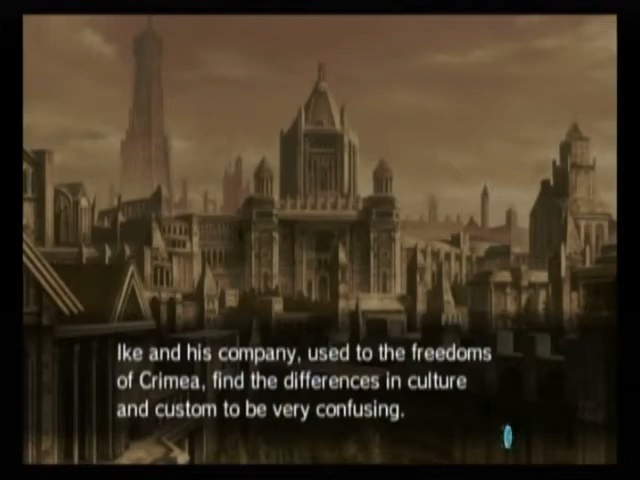 Ike and his company, used to the freedoms
of Crimea, find the differences in culture
and custom to be very confusing.